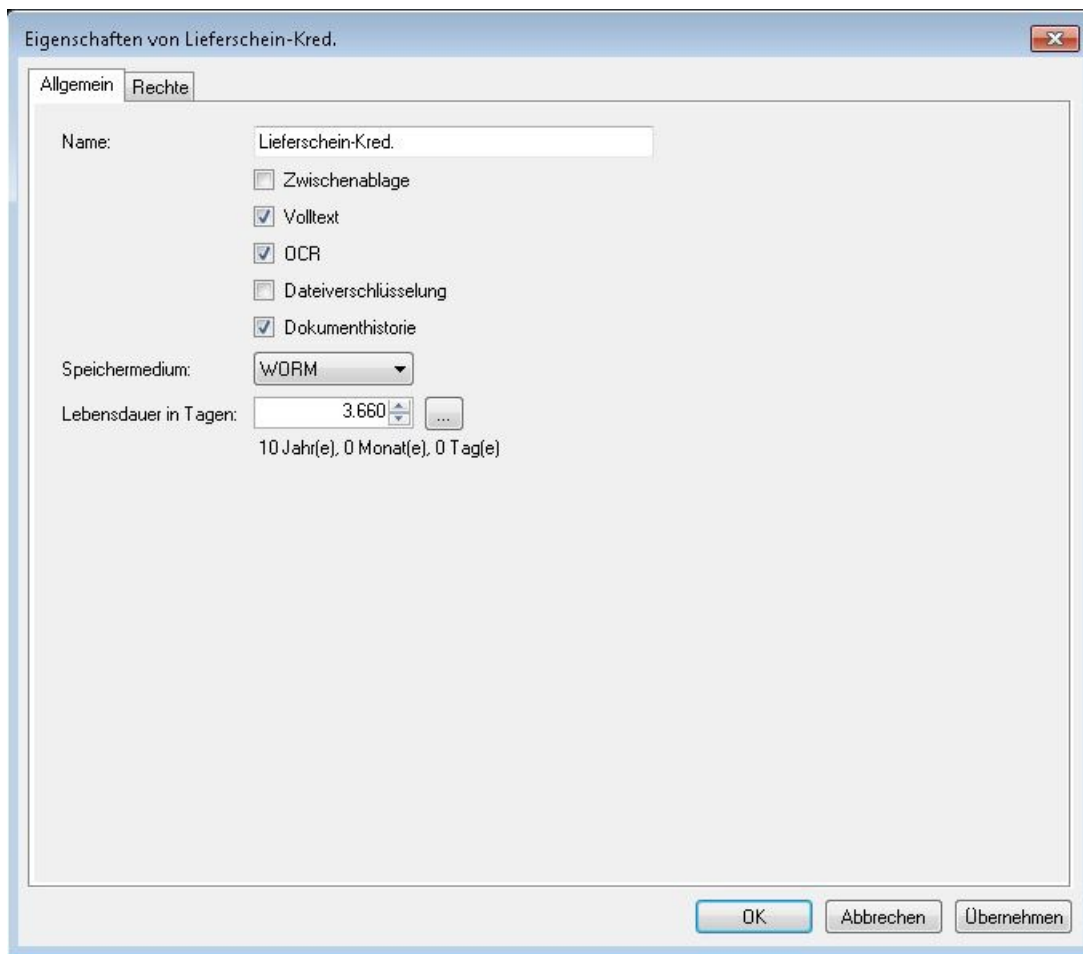 Eigenschaften von Lieferschein-Kred.
Allgemein Rechte
Name: Lieferschein-Kred.
Zwischenablage
Volltext
OCR
Dateiverschlüsselung
Dokumenthistorie
Speichermedium: WORM
Lebensdauer in Tagen: 3.660 ...
10 Jahr(e), 0 Monat(e), 0 Tag(e)
OK Abbrechen Übernehmen